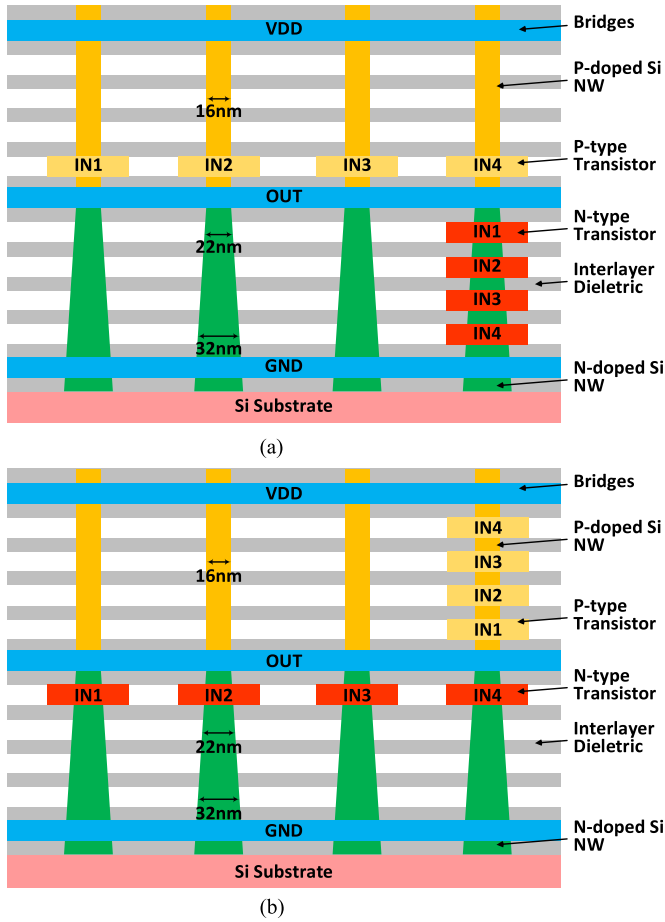 VDD
Bridges
P-doped Si
NW
16nm
IN1 IN2 IN3 IN4
P-type
Transistor
OUT
N-type
Transistor
IN1
22nm
IN2
Interlayer
Dieletric
IN3
IN4
32nm
GND
N-doped Si
NW
Si Substrate
(a)
VDD
Bridges
IN4
P-doped Si
NW
IN3
16nm
IN2
P-type
Transistor
IN1
OUT
N-type
Transistor
IN1 IN2 IN3 IN4
Interlayer
Dieletric
22nm
32nm
GND
N-doped Si
NW
Si Substrate
(b)